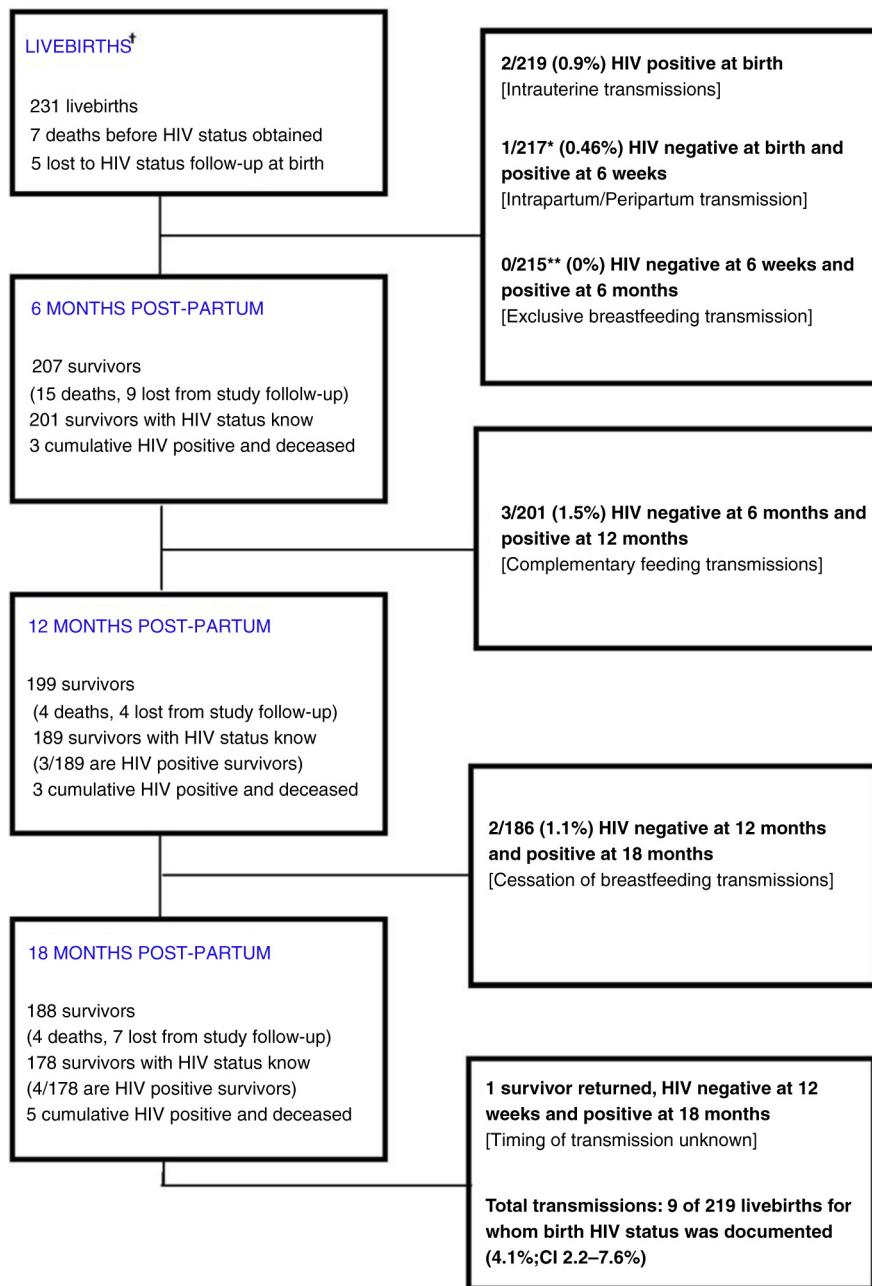 LIVEBIRTHS†
231 livebirths
7 deaths before HIV status obtained
5 lost to HIV status follow-up at birth
2/219 (0.9%) HIV positive at birth
[Intrauterine transmissions]
1/217* (0.46%) HIV negative at birth and
positive at 6 weeks
[Intrapartum/Peripartum transmission]
0/215** (0%) HIV negative at 6 weeks and
positive at 6 months
[Exclusive breastfeeding transmission]
6 MONTHS POST-PARTUM
207 survivors
(15 deaths, 9 lost from study follolw-up)
201 survivors with HIV status know
3 cumulative HIV positive and deceased
3/201 (1.5%) HIV negative at 6 months and
positive at 12 months
[Complementary feeding transmissions]
12 MONTHS POST-PARTUM
199 survivors
(4 deaths, 4 lost from study follow-up)
189 survivors with HIV status know
(3/189 are HIV positive survivors)
3 cumulative HIV positive and deceased
2/186 (1.1%) HIV negative at 12 months
and positive at 18 months
[Cessation of breastfeeding transmissions]
18 MONTHS POST-PARTUM
188 survivors
(4 deaths, 7 lost from study follow-up)
178 survivors with HIV status know
(4/178 are HIV positive survivors)
5 cumulative HIV positive and deceased
1 survivor returned, HIV negative at 12
weeks and positive at 18 months
[Timing of transmission unknown]
Total transmissions: 9 of 219 livebirths for
whom birth HIV status was documented
(4.1%;CI 2.2–7.6%)